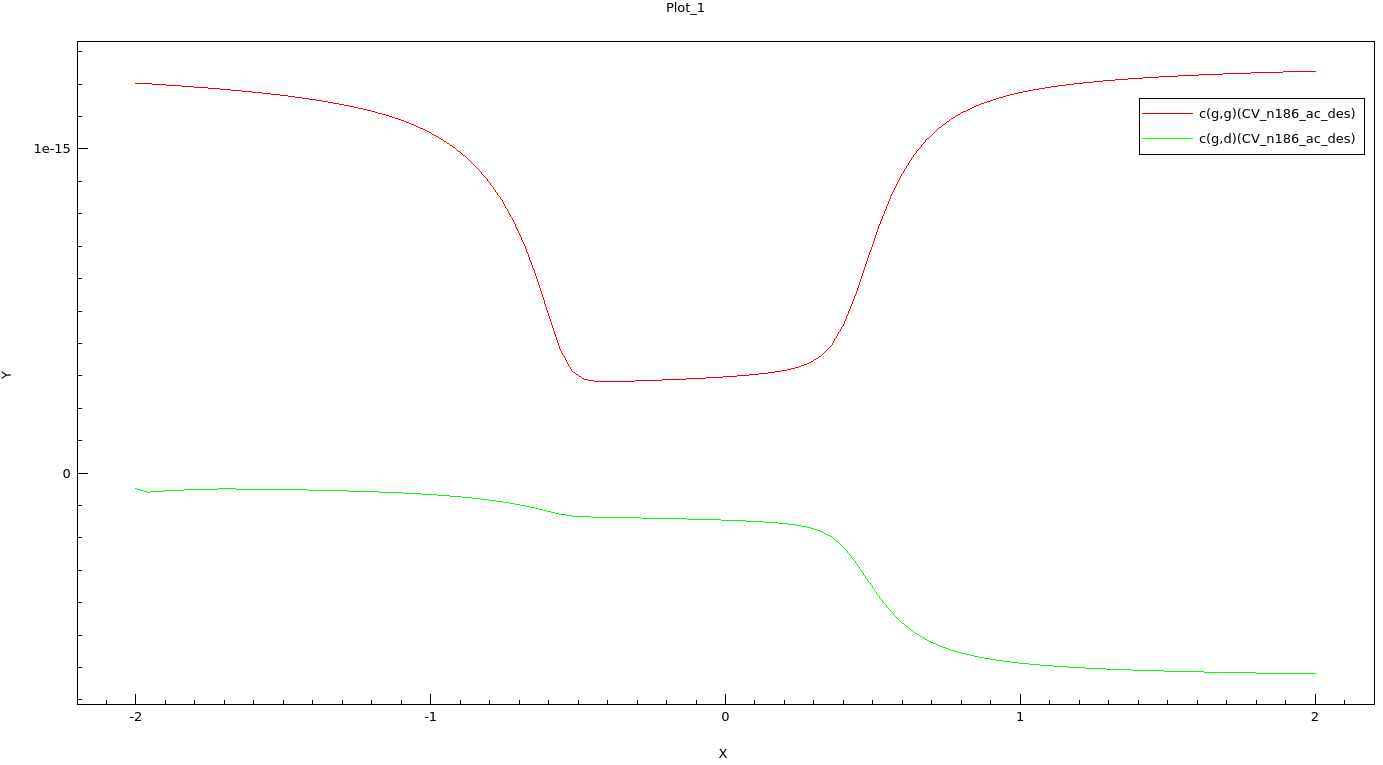 Plot_1
c(g,g)(CV_n186_ac_des)
c(g,d)(CV_n186_ac_des)
1e-15
0
Y
-2
-1
0
1
2
X